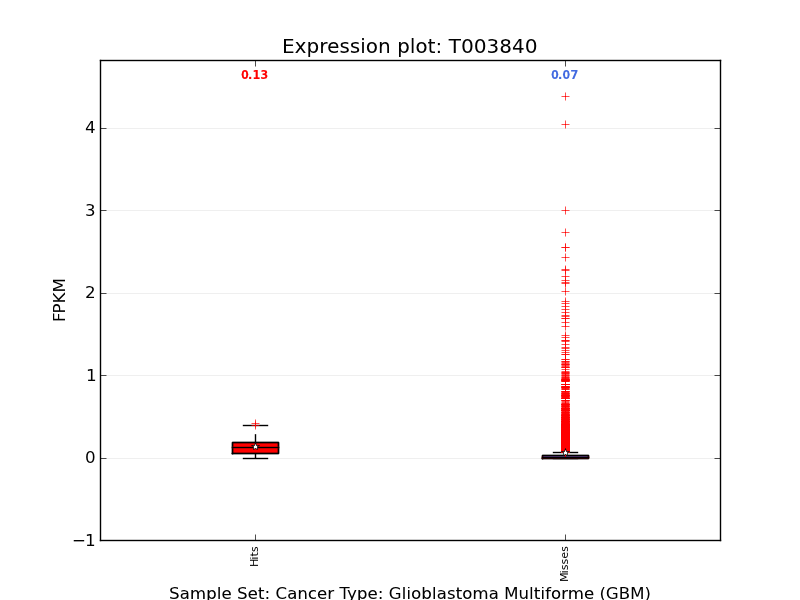 Expression plot: T003840
0.13 0.07
4
3
2
1
0
−1
FPKM
Hits Misses
Sample Set: Cancer Type: Glioblastoma Multiforme (GBM)